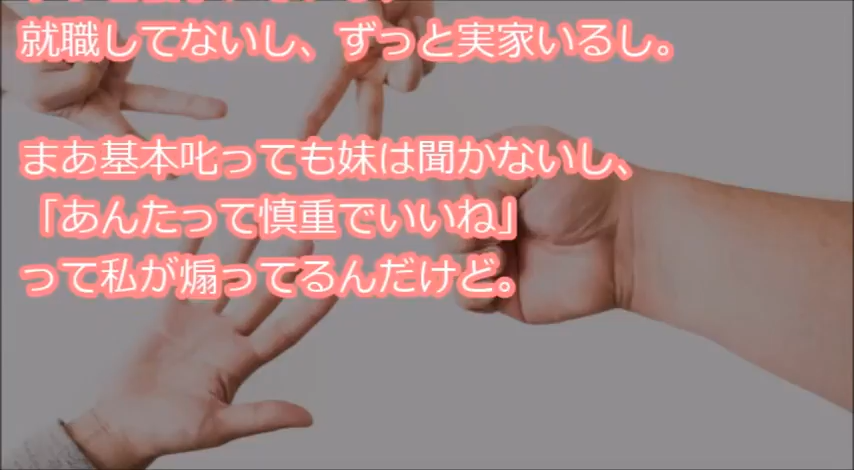 就職してないし、ずっと実家いるし。
まあ基本叱っても妹は聞かないし、
「あんたって慎重でいいね」
って私が煽ってるんだけど。